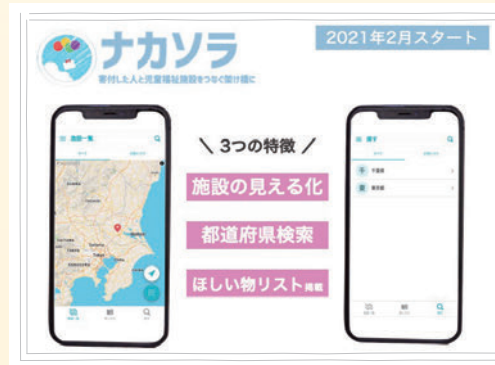 ナカソラ
寄付した人と児童福祉施設をつなぐ架け橋に
2021年2月スタート
\ 3つの特徴 /
施設の見える化
都道府県検索
ほしい物リスト掲載
施設一覧
探す
千葉県
東京都